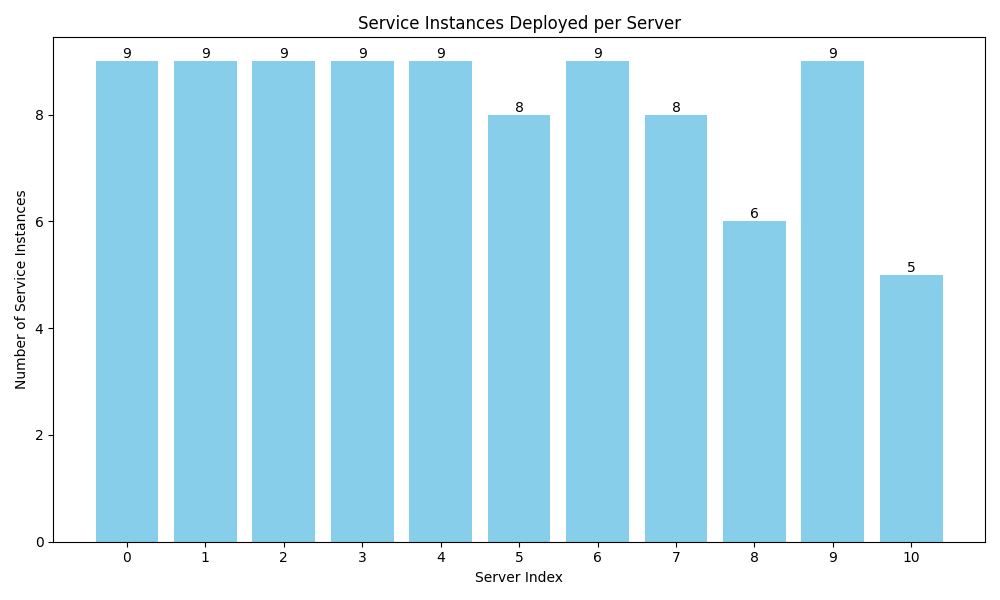 Service Instances Deployed per Server
9 9 9 9 9 8 9 8 6 9 5
Number of Service Instances
8
6
4
2
0
0 1 2 3 4 5 6 7 8 9 10
Server Index